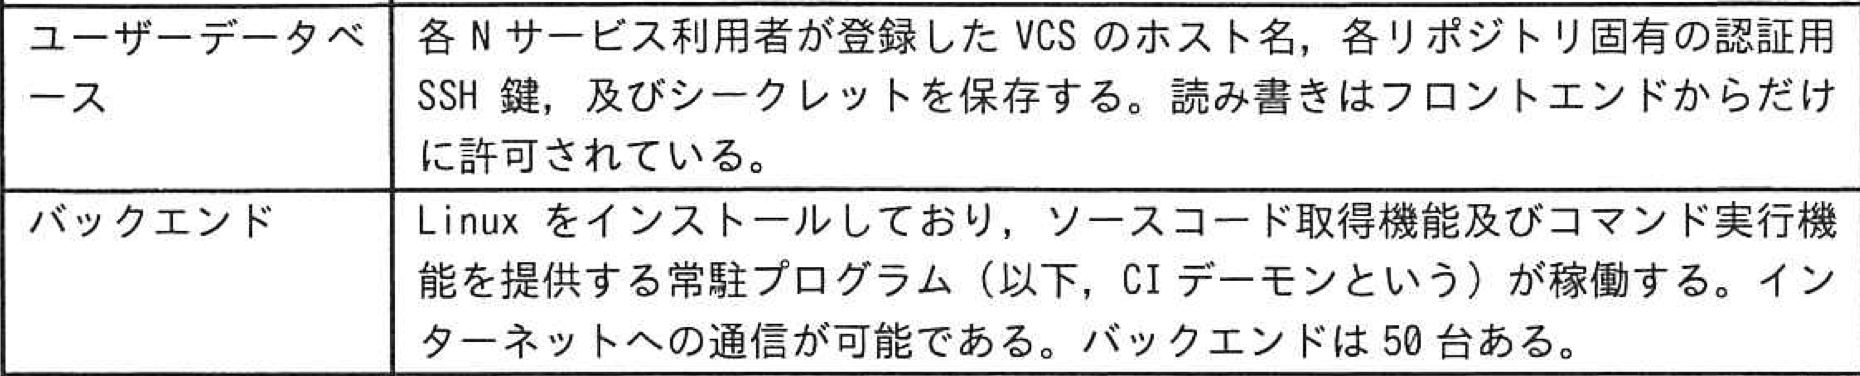 ユーザーデータベ
ース
各 N サービス利用者が登録した VCS のホスト名，各リポジトリ固有の認証用
SSH 鍵，及びシークレットを保存する。読み書きはフロントエンドからだけ
に許可されている。
バックエンド
Linux をインストールしており，ソースコード取得機能及びコマンド実行機
能を提供する常駐プログラム（以下，CI デーモンという）が稼働する。イン
ターネットへの通信が可能である。バックエンドは 50 台ある。